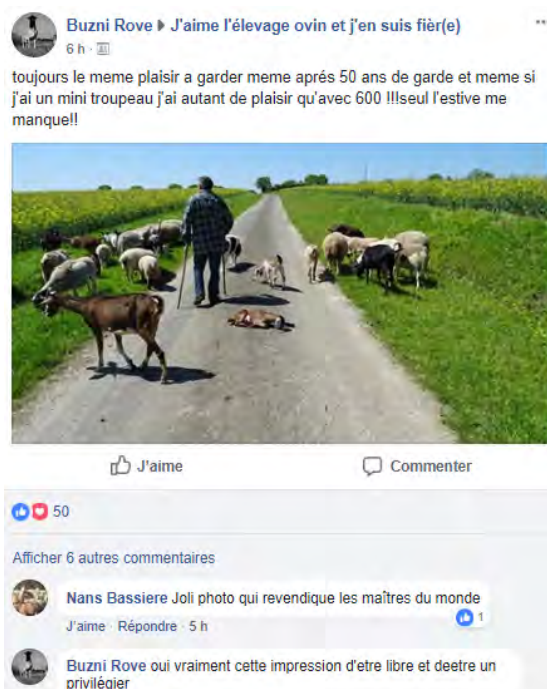 Buzni Rove ▶ J'aime l'élevage ovin et j'en suis fièr(e)
6 h ·
toujours le meme plaisir a garder meme aprés 50 ans de garde et meme si
j'ai un mini troupeau j'ai autant de plaisir qu'avec 600 !!!seul l'estive me
manque!!
J'aime Commenter
50
Afficher 6 autres commentaires
Nans Bassiere Joli photo qui revendique les maîtres du monde
J'aime · Répondre · 5 h 1
Buzni Rove oui vraiment cette impression d'etre libre et deetre un
privilégier